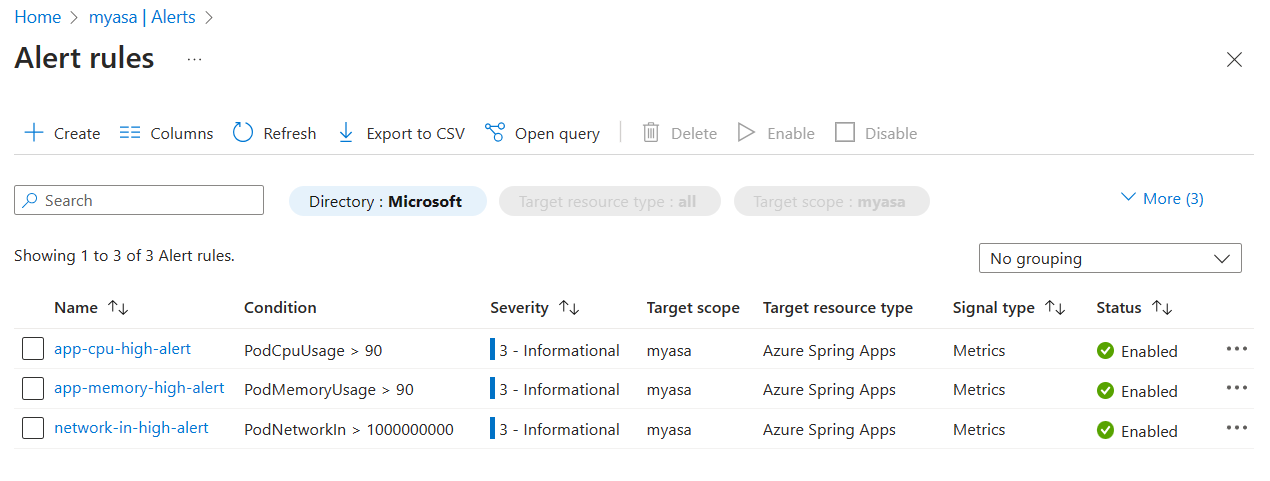 Home > myasa | Alerts >
Alert rules ...
Create Columns Refresh Export to CSV Open query Delete Enable Disable
Search Directory : Microsoft Target resource type : all Target scope : myasa More (3)
Showing 1 to 3 of 3 Alert rules.
No grouping
Name Condition Severity Target scope Target resource type Signal type Status
app-cpu-high-alert PodCpuUsage > 90 3 - Informational myasa Azure Spring Apps Metrics Enabled
app-memory-high-alert PodMemoryUsage > 90 3 - Informational myasa Azure Spring Apps Metrics Enabled
network-in-high-alert PodNetworkIn > 1000000000 3 - Informational myasa Azure Spring Apps Metrics Enabled